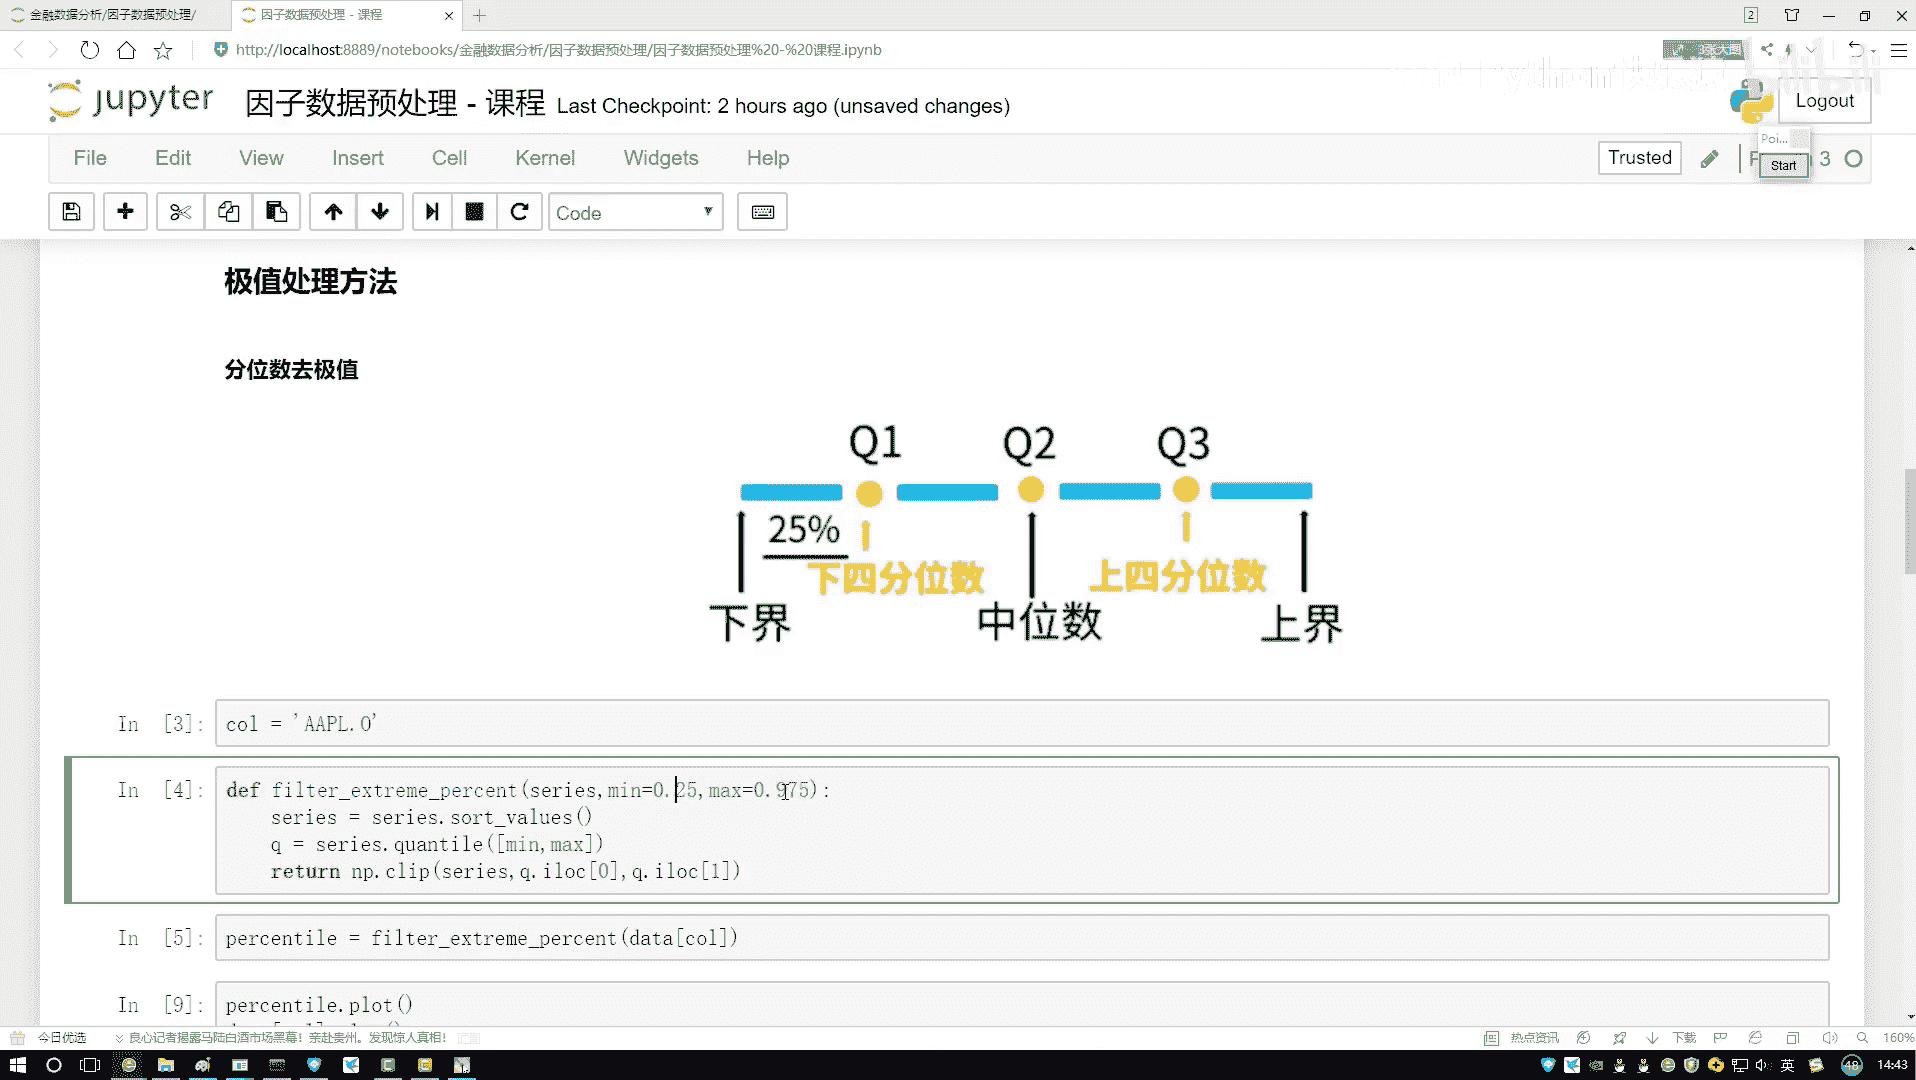 金融数据分析/因子数据预处理/
因子数据预处理 - 课程
2
http://localhost:8889/notebooks/金融数据分析/因子数据预处理/因子数据预处理%20-%20课程.ipynb
jupyter
因子数据预处理 - 课程 Last Checkpoint: 2 hours ago (unsaved changes)
bilibili
Logout
File Edit View Insert Cell Kernel Widgets Help
Trusted
3
Poi...
Start
Code
极值处理方法
分位数去极值
Q1 Q2 Q3
25%
下四分位数 上四分位数
下界 中位数 上界
In [3]: col = 'AAPL.O'
In [4]: def filter_extreme_percent(series,min=0.25,max=0.975):
series = series.sort_values()
q = series.quantile([min,max])
return np.clip(series,q.iloc[0],q.iloc[1])
In [5]: percentile = filter_extreme_percent(data[col])
In [9]: percentile.plot()
今日优选 良心记者揭露马陆白酒市场黑幕！亲赴贵州。发现惊人真相！ 热点资讯 下载 160%
英 48 14:43